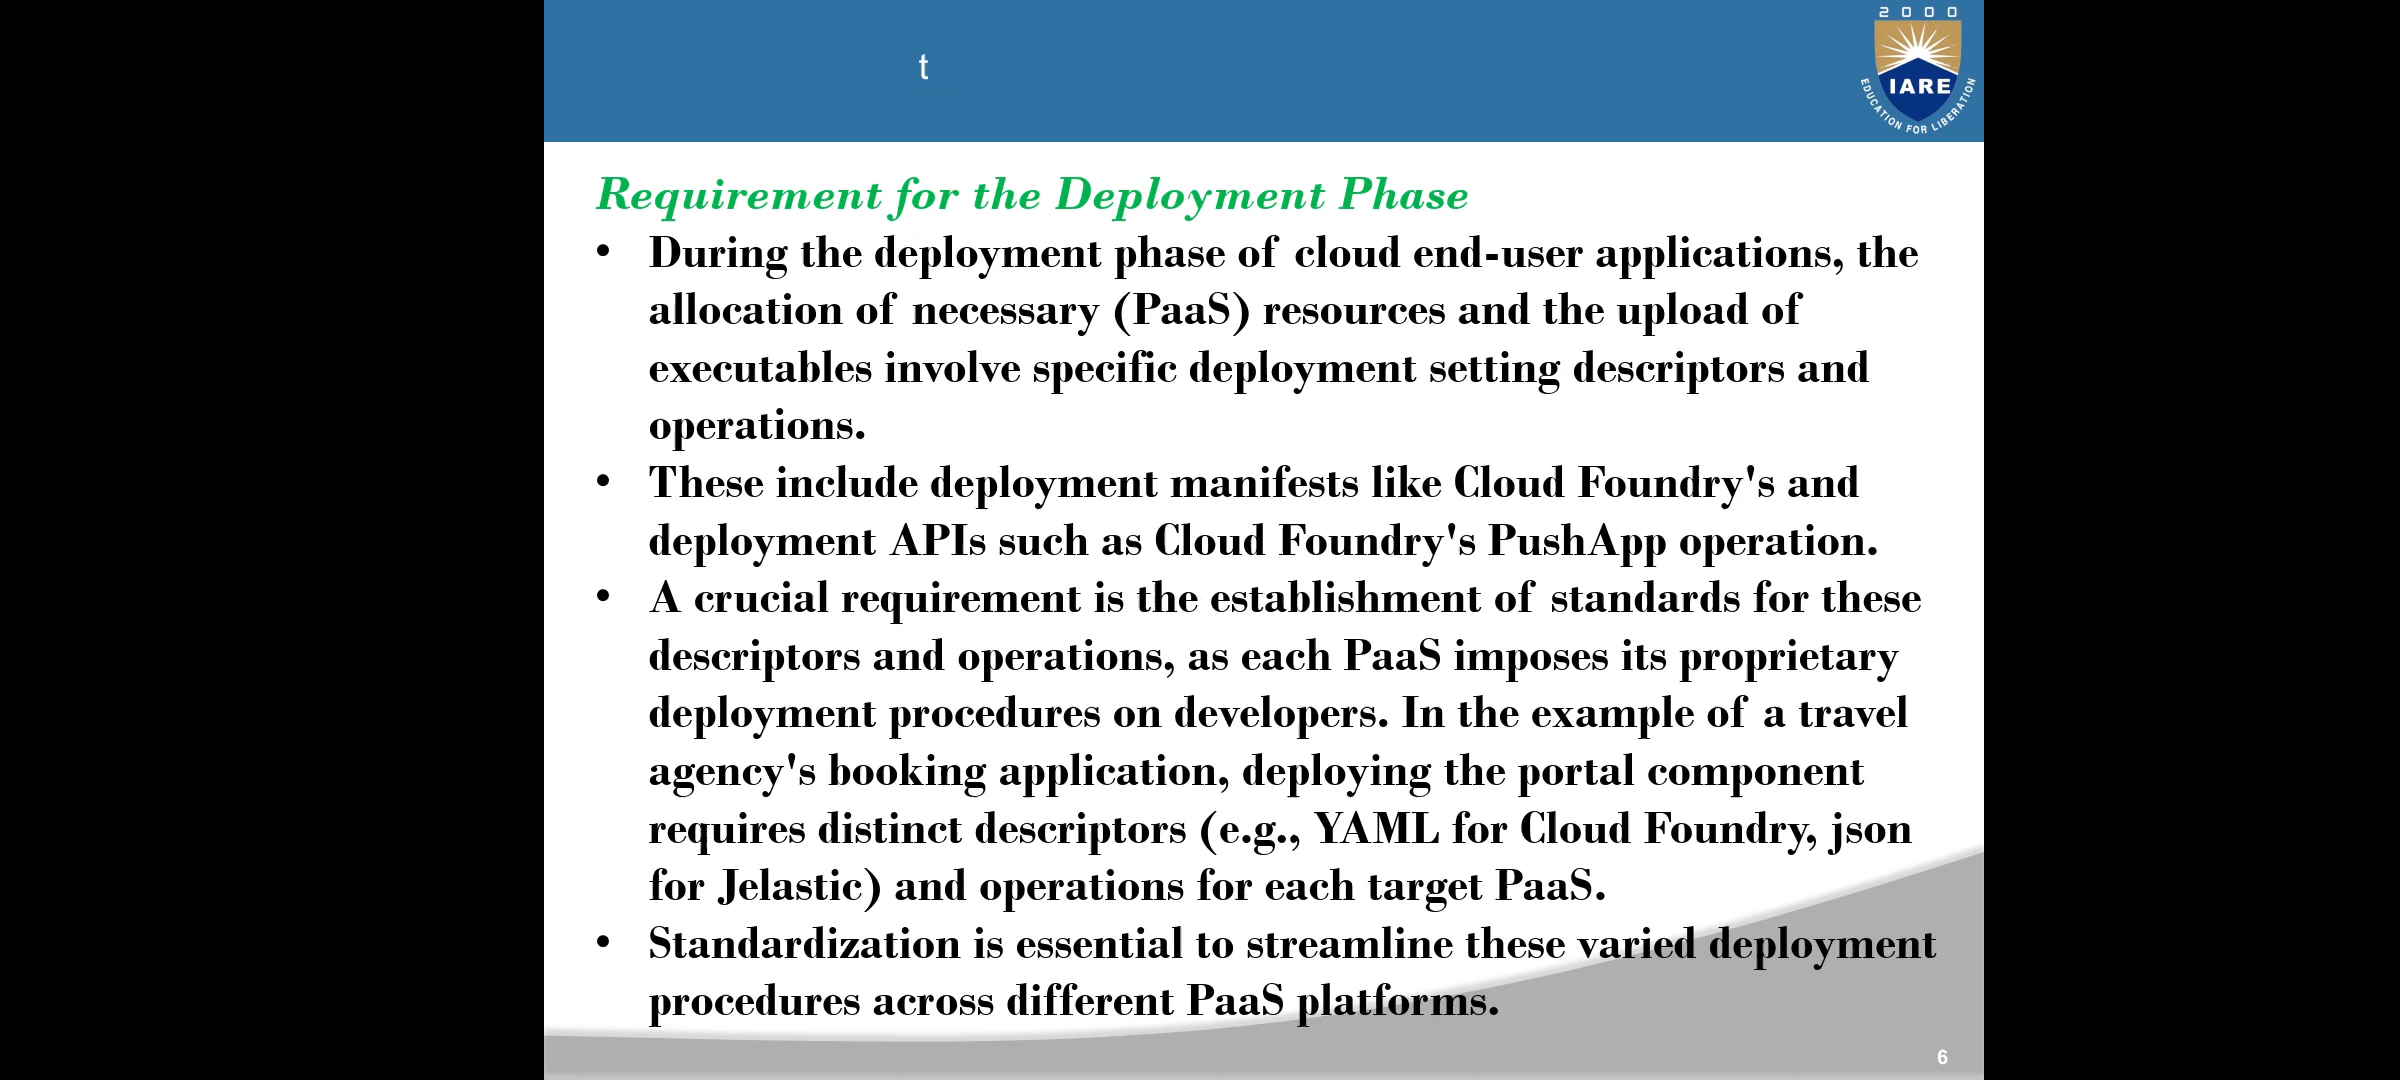 t
2 0 0 0
IARE
EDUCATION FOR LIBERATION
Requirement for the Deployment Phase
• During the deployment phase of cloud end-user applications, the
allocation of necessary (PaaS) resources and the upload of
executables involve specific deployment setting descriptors and
operations.
• These include deployment manifests like Cloud Foundry's and
deployment APIs such as Cloud Foundry's PushApp operation.
• A crucial requirement is the establishment of standards for these
descriptors and operations, as each PaaS imposes its proprietary
deployment procedures on developers. In the example of a travel
agency's booking application, deploying the portal component
requires distinct descriptors (e.g., YAML for Cloud Foundry, json
for Jelastic) and operations for each target PaaS.
• Standardization is essential to streamline these varied deployment
procedures across different PaaS platforms.
6